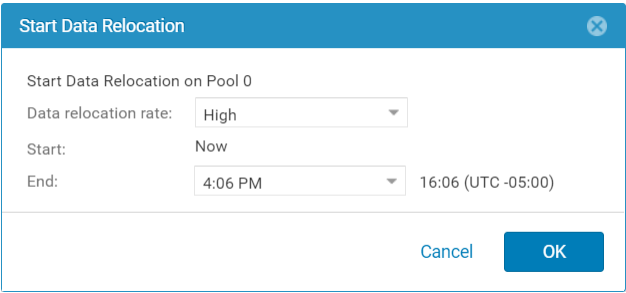 Start Data Relocation
Start Data Relocation on Pool 0
Data relocation rate: High
Start: Now
End: 4:06 PM 16:06 (UTC -05:00)
Cancel OK